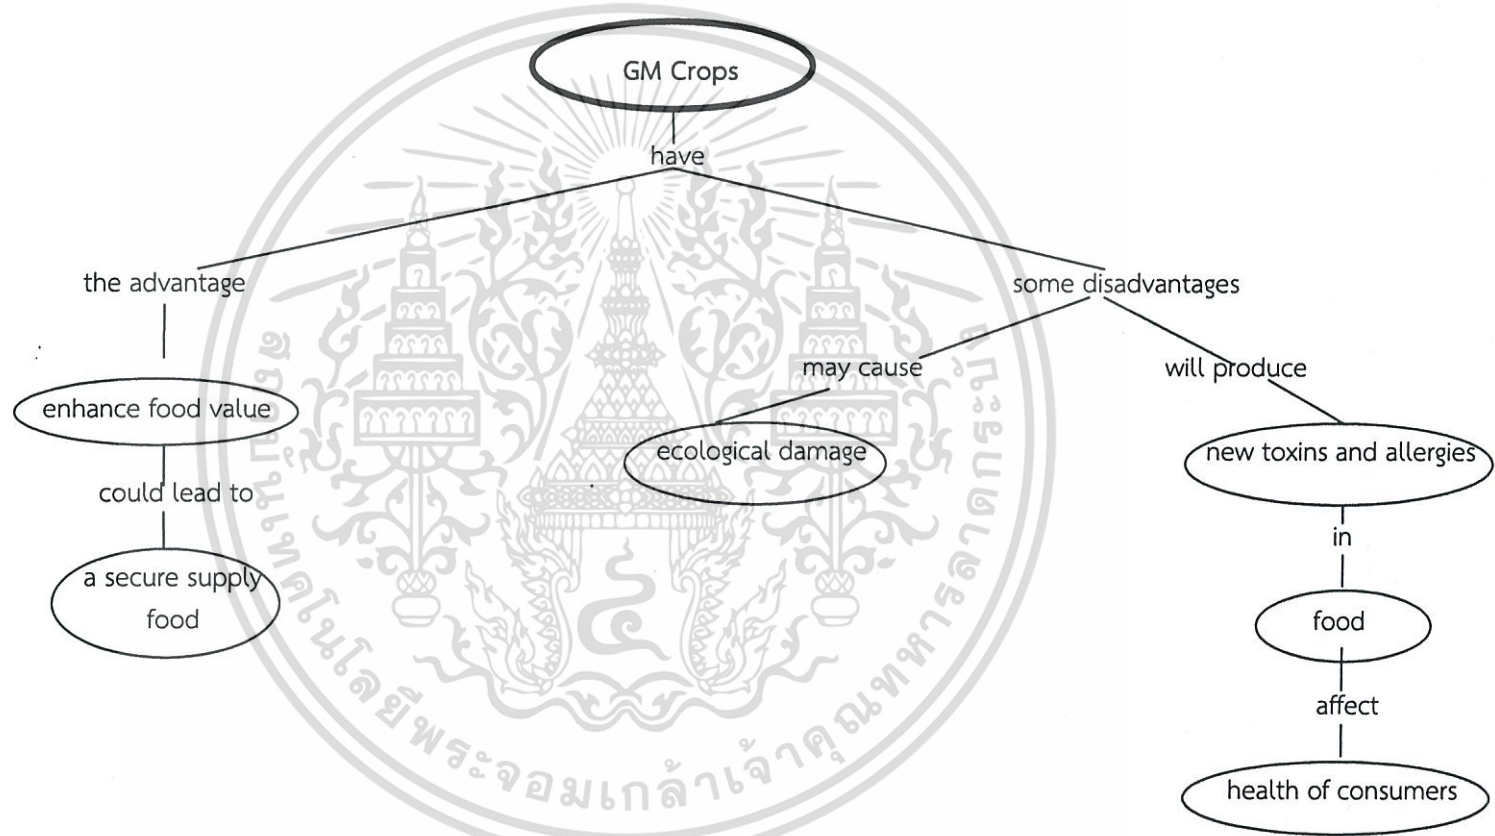 GM Crops
have
the advantage
some disadvantages
may cause
will produce
enhance food value
ecological damage
new toxins and allergies
could lead to
in
a secure supply
food
food
affect
health of consumers